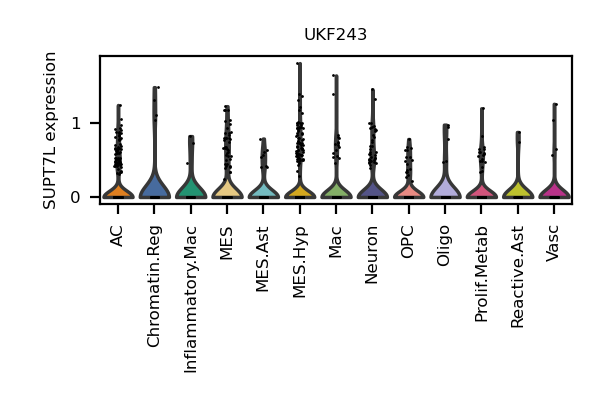 UKF243
SUPT7L expression
1
0
AC
Chromatin.Reg
Inflammatory.Mac
MES
MES.Ast
MES.Hyp
Mac
Neuron
OPC
Oligo
Prolif.Metab
Reactive.Ast
Vasc